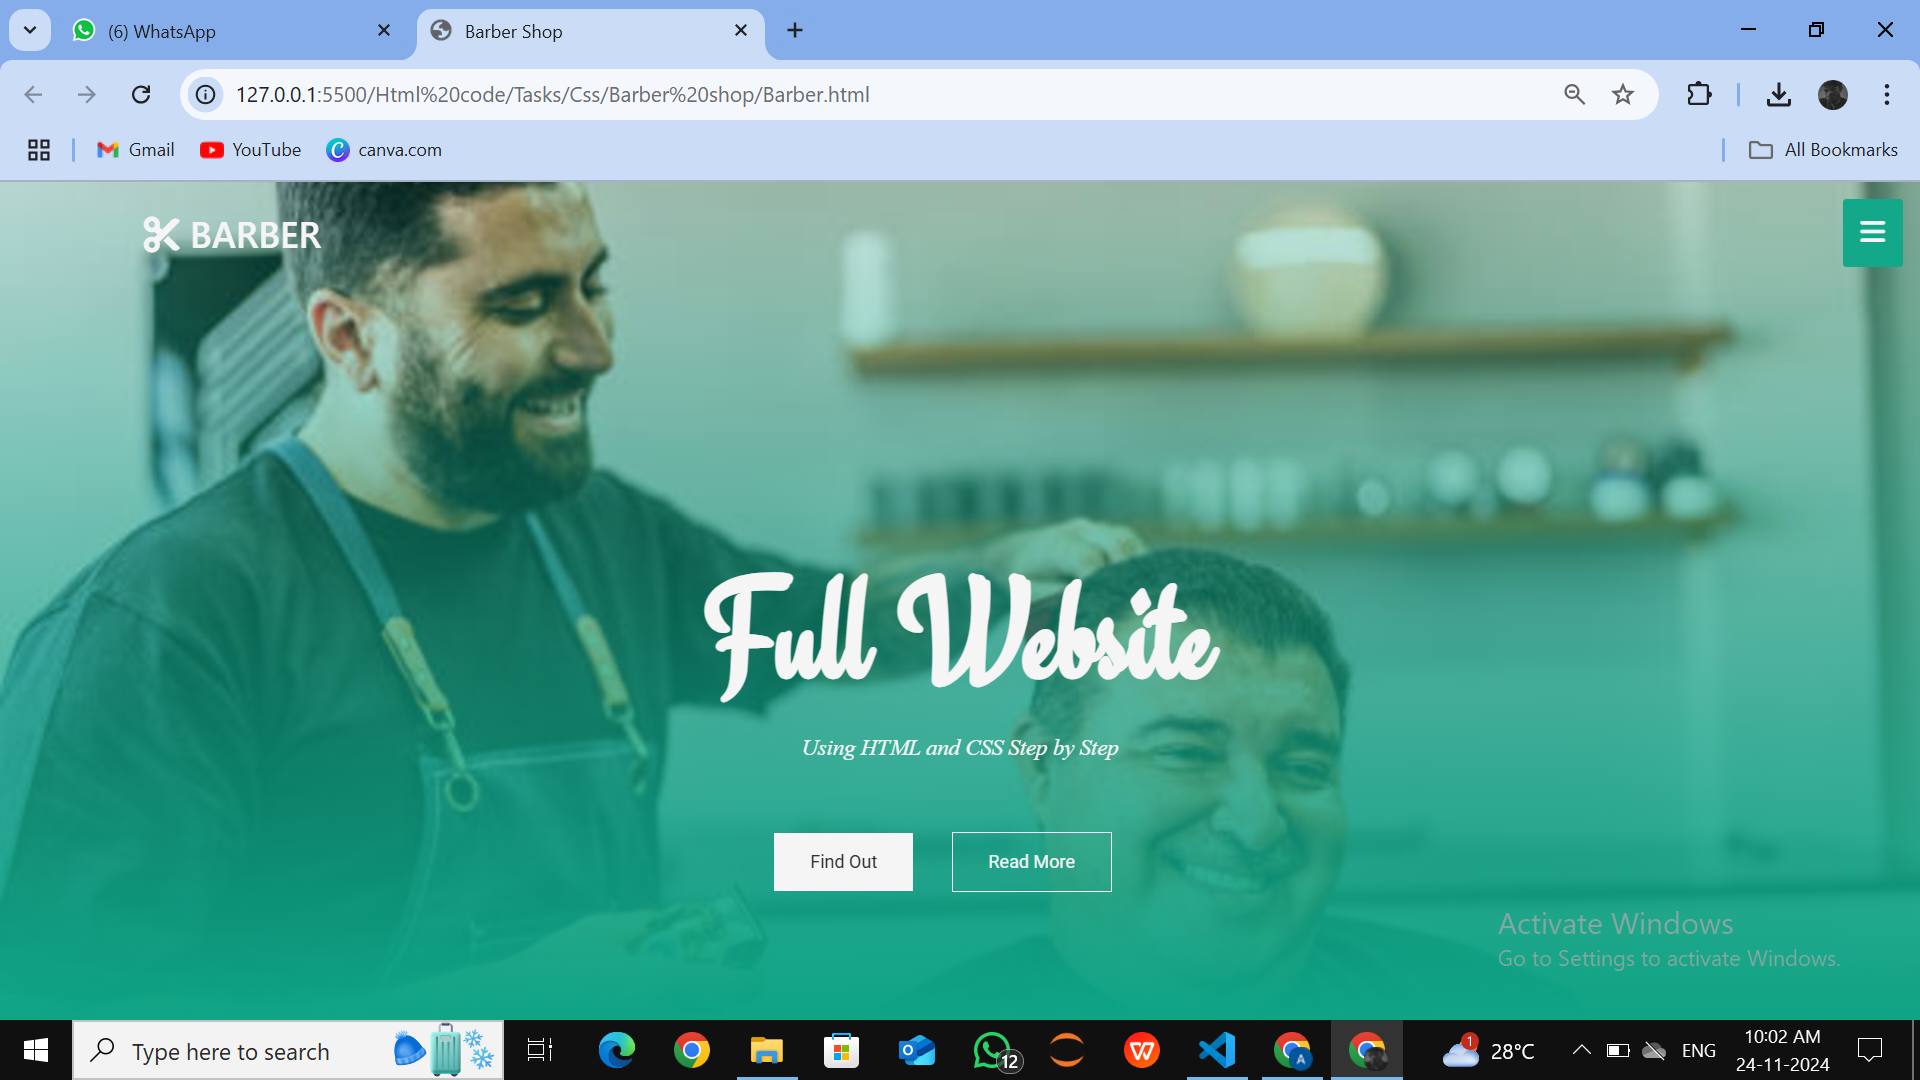 (6) WhatsApp
Barber Shop
127.0.0.1:5500/Html%20code/Tasks/Css/Barber%20shop/Barber.html
Gmail
YouTube
canva.com
All Bookmarks
BARBER
Full Website
Using HTML and CSS Step by Step
Find Out
Read More
Activate Windows
Go to Settings to activate Windows.
Type here to search
12
A
1
28°C
ENG
10:02 AM
24-11-2024